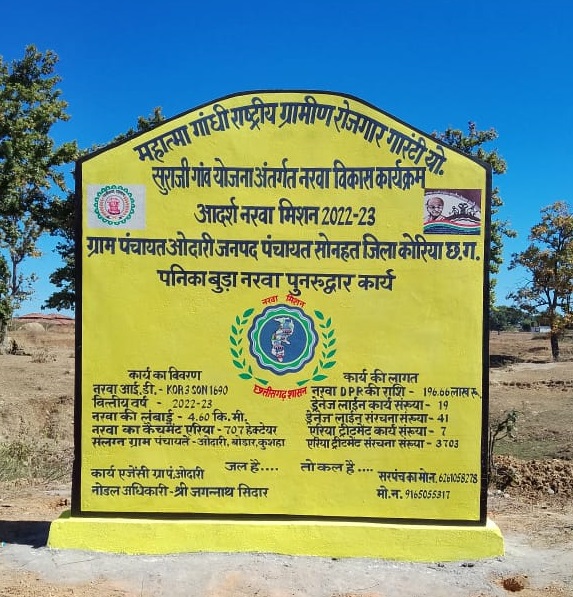 महात्मा गांधी राष्ट्रीय ग्रामीण रोजगार गारंटी यो.
सुराजी गांव योजना अंतर्गत नरवा विकास कार्यक्रम
आदर्श नरवा मिशन 2022-23
ग्राम पंचायत ओदारी जनपद पंचायत सोनहत जिला कोरिया छ.ग.
पनिका बुड़ा नरवा पुनरूद्वार कार्य
नरवा मिशन
छत्तीसगढ़ शासन
कार्य का विवरण
नरवा आई.डी.- KOR3SON1690
वित्तीय वर्ष - 2022-23
नरवा की लंबाई - 4.60 कि.मी.
नरवा का कैचमेंट एरिया - 707 हेक्टेयर
संलग्न ग्राम पंचायतें -ओदारी, बोडार, कुशहा
कार्य की लागत
नरवा DPR की राशि - 196.66 लाख रू.
ड्रेनेज लाईन कार्य संख्या - 19
ड्रेनेज लाईन संरचना संख्या - 41
एरिया ट्रीटमेंट कार्य संख्या - 7
एरिया ट्रीटमेंट संरचना संख्या - 3703
जल है.... तो कल है....
कार्य एजेंसी ग्रा.पं.ओदारी
नोडल अधिकारी -श्री जगन्नाथ सिदार
सरपंच का मो.न. 6261058278
मो.न. 9165055317